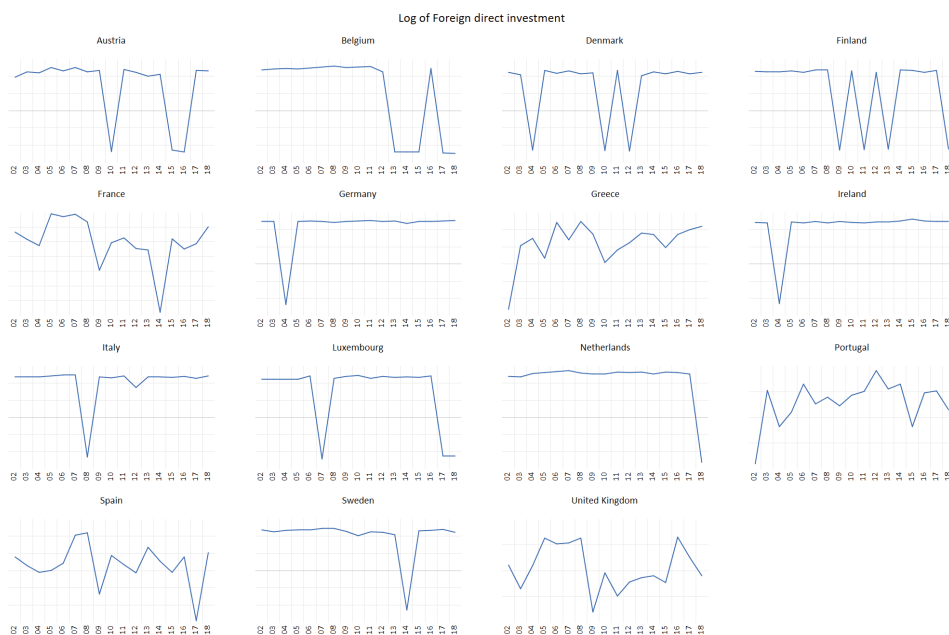 Log of Foreign direct investment
Austria Belgium Denmark Finland
02 03 04 05 06 07 08 09 10 11 12 13 14 15 16 17 18 02 03 04 05 06 07 08 09 10 11 12 13 14 15 16 17 18 02 03 04 05 06 07 08 09 10 11 12 13 14 15 16 17 18 02 03 04 05 06 07 08 09 10 11 12 13 14 15 16 17 18
France Germany Greece Ireland
02 03 04 05 06 07 08 09 10 11 12 13 14 15 16 17 18 02 03 04 05 06 07 08 09 10 11 12 13 14 15 16 17 18 02 03 04 05 06 07 08 09 10 11 12 13 14 15 16 17 18 02 03 04 05 06 07 08 09 10 11 12 13 14 15 16 17 18
Italy Luxembourg Netherlands Portugal
02 03 04 05 06 07 08 09 10 11 12 13 14 15 16 17 18 02 03 04 05 06 07 08 09 10 11 12 13 14 15 16 17 18 02 03 04 05 06 07 08 09 10 11 12 13 14 15 16 17 18 02 03 04 05 06 07 08 09 10 11 12 13 14 15 16 17 18
Spain Sweden United Kingdom
02 03 04 05 06 07 08 09 10 11 12 13 14 15 16 17 18 02 03 04 05 06 07 08 09 10 11 12 13 14 15 16 17 18 02 03 04 05 06 07 08 09 10 11 12 13 14 15 16 17 18